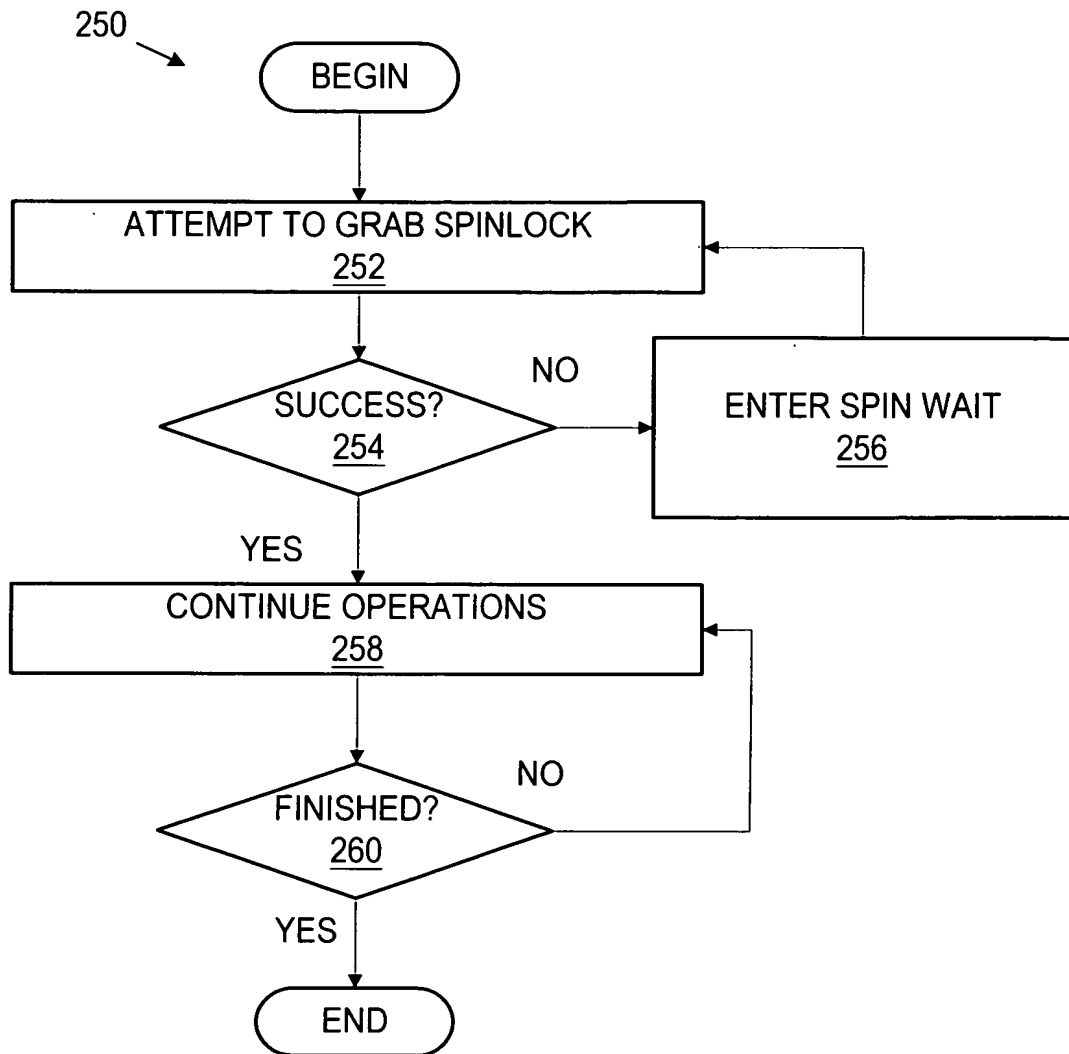 250
BEGIN
ATTEMPT TO GRAB SPINLOCK
252
NO
SUCCESS?
254
ENTER SPIN WAIT
256
YES
CONTINUE OPERATIONS
258
NO
FINISHED?
260
YES
END